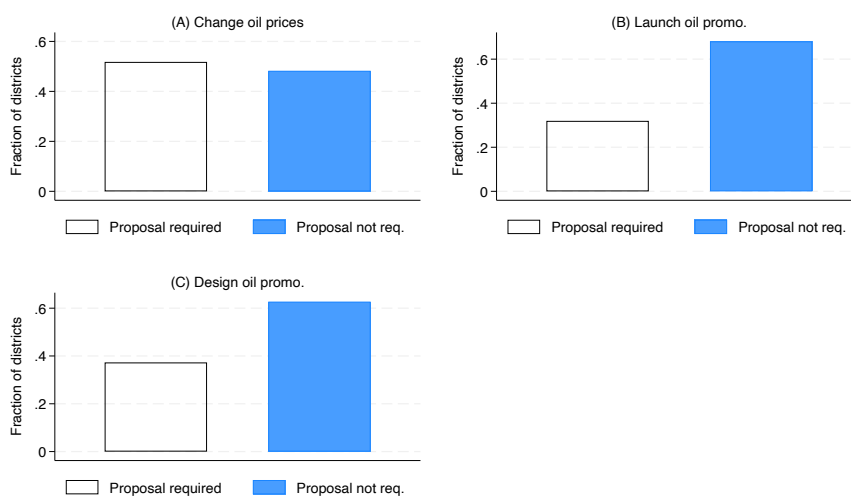 (A) Change oil prices
Fraction of districts
.6
.4
.2
0
Proposal required
Proposal not req.
(B) Launch oil promo.
Fraction of districts
.6
.4
.2
0
Proposal required
Proposal not req.
(C) Design oil promo.
Fraction of districts
.6
.4
.2
0
Proposal required
Proposal not req.